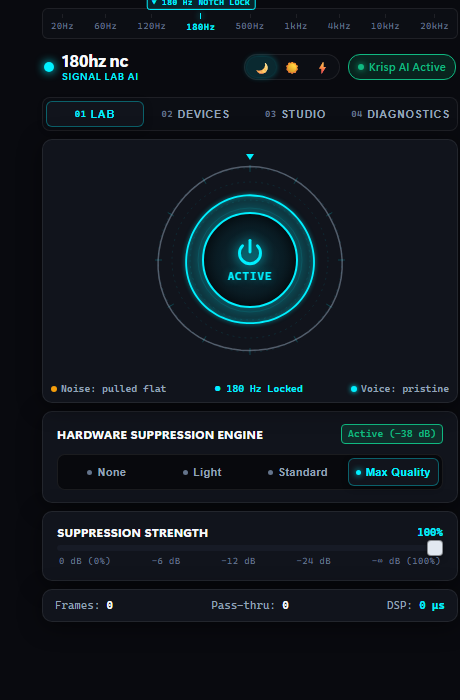 ▼ 180 Hz NOTCH LOCK
20Hz 60Hz 120Hz 180Hz 500Hz 1kHz 4kHz 10kHz 20kHz
180hz nc
SIGNAL LAB AI
Krisp AI Active
01 LAB 02 DEVICES 03 STUDIO 04 DIAGNOSTICS
ACTIVE
Noise: pulled flat 180 Hz Locked Voice: pristine
HARDWARE SUPPRESSION ENGINE Active (−38 dB)
None Light Standard Max Quality
SUPPRESSION STRENGTH 100%
0 dB (0%) −6 dB −12 dB −24 dB −∞ dB (100%)
Frames: 0 Pass-thru: 0 DSP: 0 µs